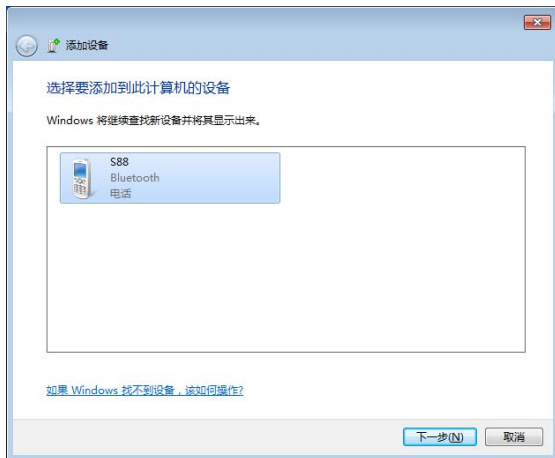 添加设备
选择要添加到此计算机的设备
Windows 将继续查找新设备并将其显示出来。
S88
Bluetooth
电话
如果 Windows 找不到设备，该如何操作?
下一步(N)
取消